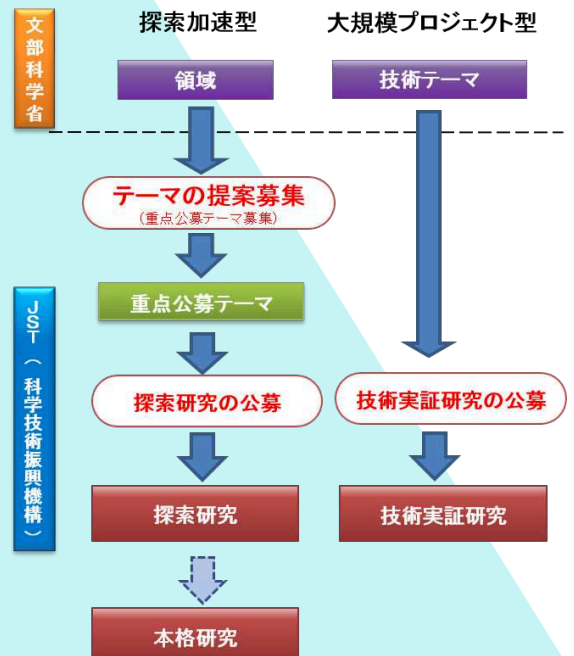 文部科学省
探索加速型
大規模プロジェクト型
領域
技術テーマ
テーマの提案募集
(重点公募テーマ募集)
重点公募テーマ
JST(科学技術振興機構)
探索研究の公募
技術実証研究の公募
探索研究
技術実証研究
本格研究